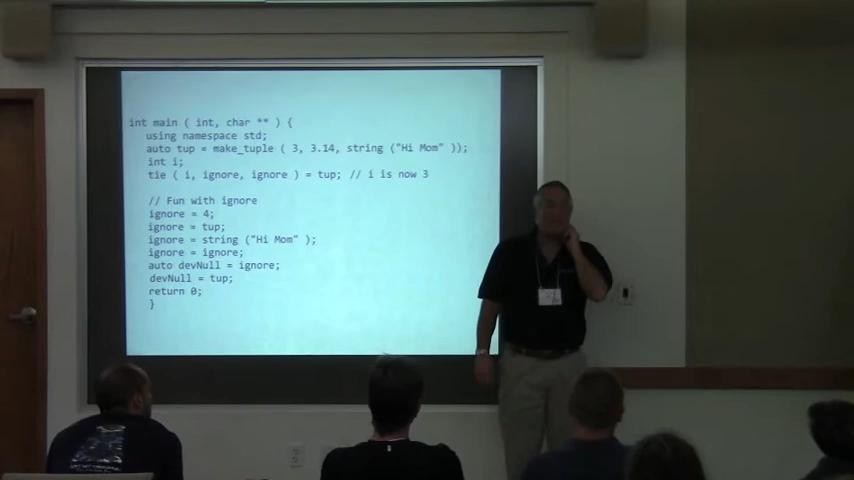 int main ( int, char ** ) {
using namespace std;
auto tup = make_tuple ( 3, 3.14, string ("Hi Mom" ));
int i;
tie ( i, ignore, ignore ) = tup; // i is now 3
// Fun with ignore
ignore = 4;
ignore = tup;
ignore = string ("Hi Mom" );
ignore = ignore;
auto devNull = ignore;
devNull = tup;
return 0;
}